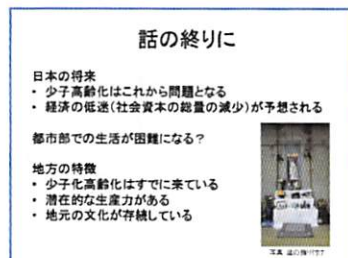 話の終りに
日本の将来
・ 少子高齢化はこれから問題となる
・ 経済の低迷（社会資本の総量の減少）が予想される
都市部での生活が困難になる？
地方の特徴
・ 少子化高齢化はすでに来ている
・ 潜在的な生産力がある
・ 地元の文化が存続している
写真